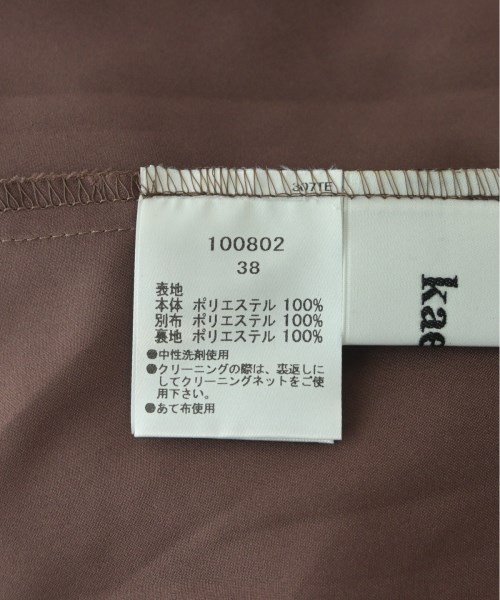 307TE
100802
38
表地
本体 ポリエステル 100%
別布 ポリエステル 100%
裏地 ポリエステル 100%
●中性洗剤使用
●クリーニングの際は、裏返しに
してクリーニングネットをご使
用下さい。
●あて布使用
kae